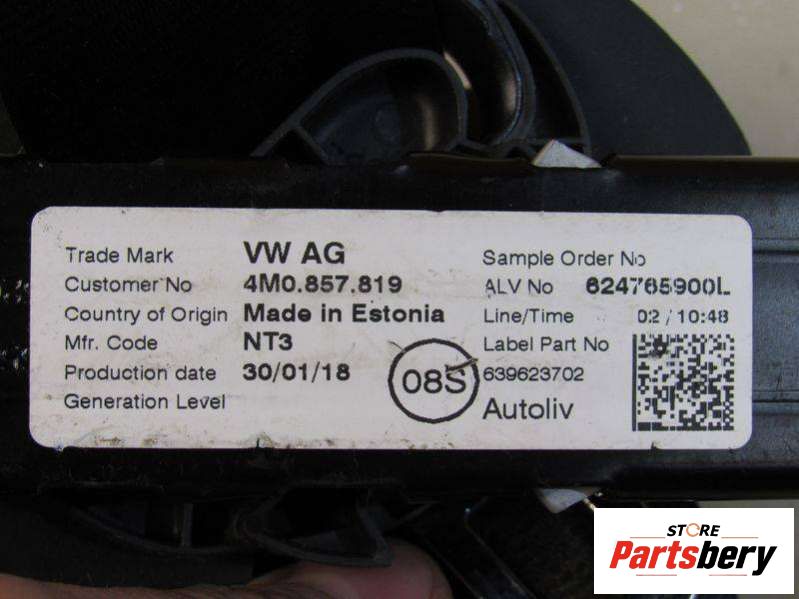 Trade Mark VW AG
Customer No 4M0.857.819
Country of Origin Made in Estonia
Mfr. Code NT3
Production date 30/01/18
Generation Level
08S
Sample Order No
ALV No 624765900L
Line/Time 02 / 10:48
Label Part No
639623702
Autoliv
STORE
Partsbery